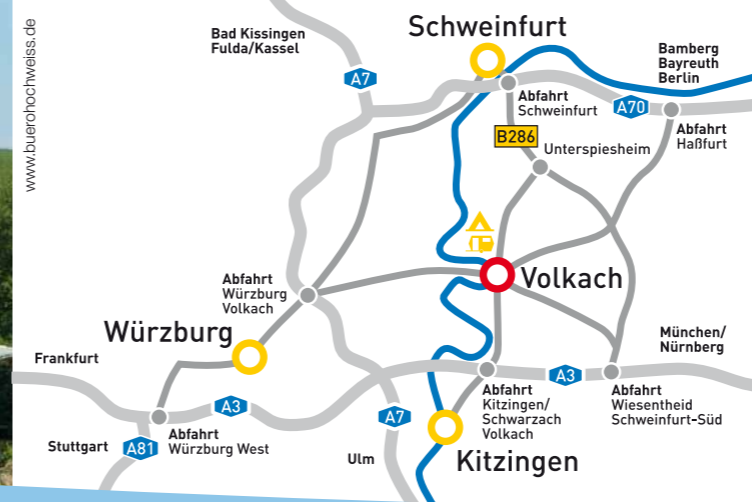 www.buerohochweiss.de
Bad Kissingen
Fulda/Kassel
A7
Schweinfurt
Bamberg
Bayreuth
Berlin
Abfahrt
Schweinfurt
A70
Abfahrt
Haßfurt
B286
Unterspiesheim
Abfahrt
Würzburg
Volkach
Volkach
Würzburg
Frankfurt
München/
Nürnberg
A3
Abfahrt
Kitzingen/
Schwarzach
Volkach
A3
Abfahrt
Wiesentheid
Schweinfurt-Süd
Stuttgart
A81
Abfahrt
Würzburg West
A7
Ulm
Kitzingen